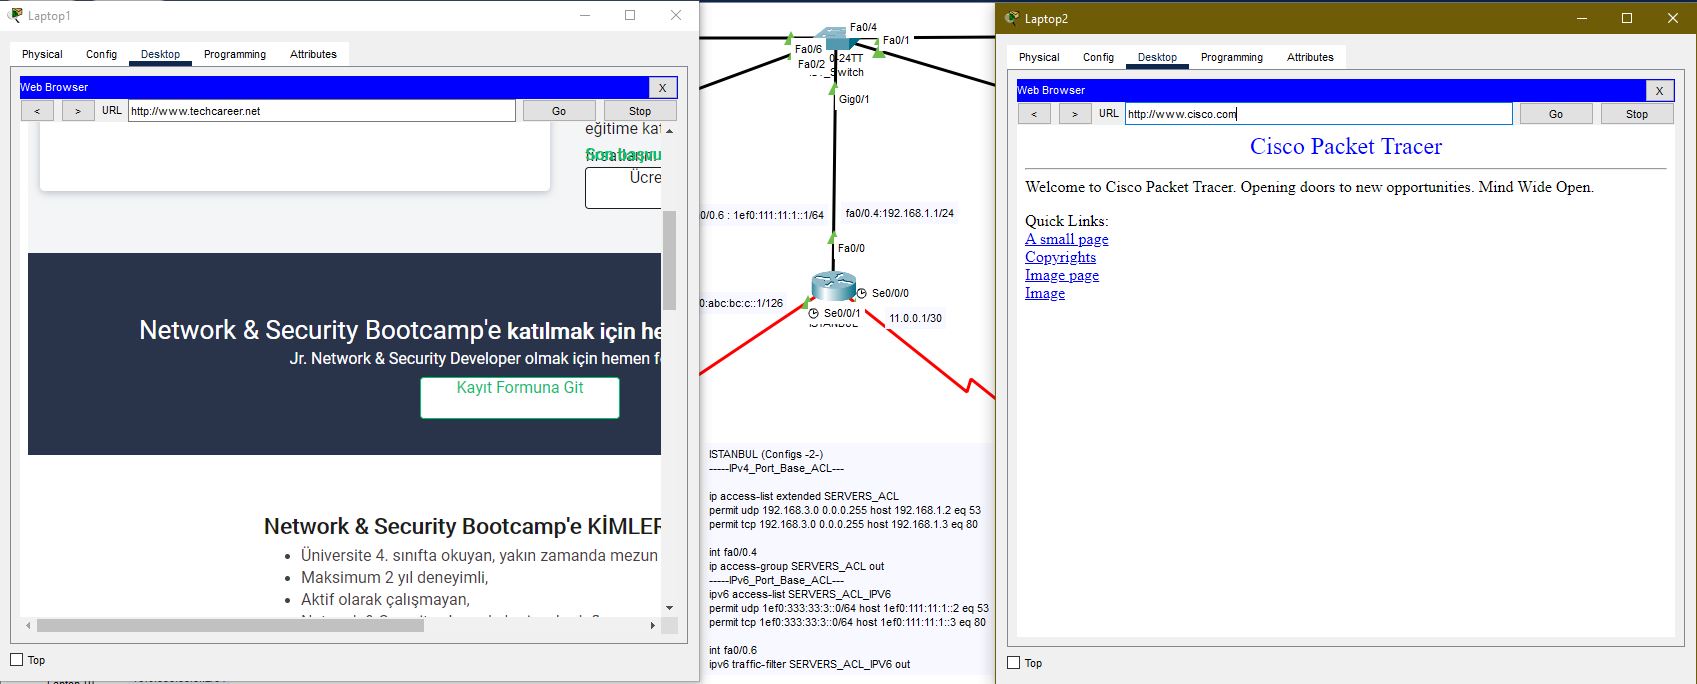 Laptop1
Physical Config Desktop Programming Attributes
Web Browser X
< > URL http://www.techcareer.net Go Stop
eğitime kat
Son başvu
fırsatların
Ücre
Network & Security Bootcamp'e katılmak için he
Jr. Network & Security Developer olmak için hemen fo
Kayıt Formuna Git
Network & Security Bootcamp'e KİMLER
Üniversite 4. sınıfta okuyan, yakın zamanda mezun
Maksimum 2 yıl deneyimli,
Aktif olarak çalışmayan,
Top
Fa0/4
Fa0/6 Fa0/1
Fa0/2 0-24TT
Switch
Gig0/1
0/0.6 : 1ef0:111:11:1::1/64 fa0/0.4:192.168.1.1/24
Fa0/0
0:abc:bc:c::1/126 Se0/0/0
Se0/0/1 11.0.0.1/30
ISTANBUL
ISTANBUL (Configs -2-)
-----IPv4_Port_Base_ACL---
ip access-list extended SERVERS_ACL
permit udp 192.168.3.0 0.0.0.255 host 192.168.1.2 eq 53
permit tcp 192.168.3.0 0.0.0.255 host 192.168.1.3 eq 80
int fa0/0.4
ip access-group SERVERS_ACL out
-----IPv6_Port_Base_ACL---
ipv6 access-list SERVERS_ACL_IPV6
permit udp 1ef0:333:33:3::0/64 host 1ef0:111:11:1::2 eq 53
permit tcp 1ef0:333:33:3::0/64 host 1ef0:111:11:1::3 eq 80
int fa0/0.6
ipv6 traffic-filter SERVERS_ACL_IPV6 out
Laptop2
Physical Config Desktop Programming Attributes
Web Browser X
< > URL http://www.cisco.com Go Stop
Cisco Packet Tracer
Welcome to Cisco Packet Tracer. Opening doors to new opportunities. Mind Wide Open.
Quick Links:
A small page
Copyrights
Image page
Image
Top